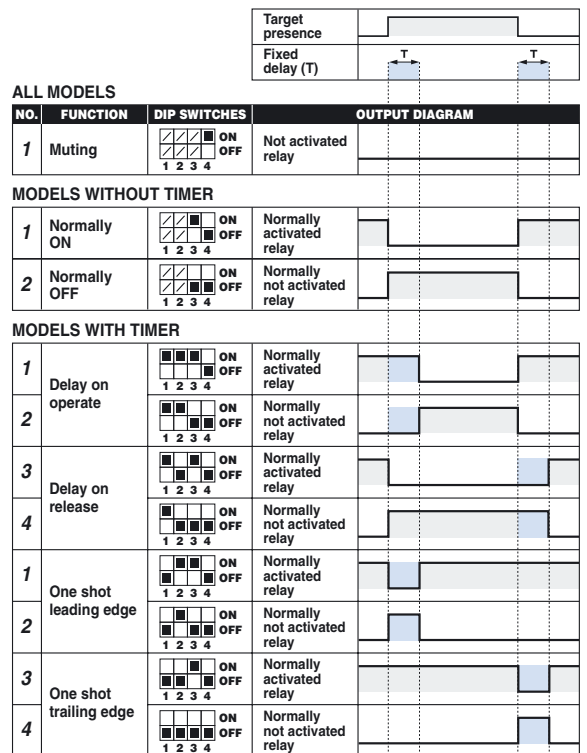 Target
presence
Fixed
delay (T)
T
T
ALL MODELS
NO. FUNCTION DIP SWITCHES OUTPUT DIAGRAM
1 Muting
ON
OFF
1 2 3 4
Not activated
relay
MODELS WITHOUT TIMER
1
Normally
ON
ON
OFF
1 2 3 4
Normally
activated
relay
2
Normally
OFF
ON
OFF
1 2 3 4
Normally
not activated
relay
MODELS WITH TIMER
Delay on
operate
1
ON
OFF
1 2 3 4
Normally
activated
relay
2
ON
OFF
1 2 3 4
Normally
not activated
relay
Delay on
release
3
ON
OFF
1 2 3 4
Normally
activated
relay
4
ON
OFF
1 2 3 4
Normally
not activated
relay
One shot
leading edge
1
ON
OFF
1 2 3 4
Normally
activated
relay
2
ON
OFF
1 2 3 4
Normally
not activated
relay
One shot
trailing edge
3
ON
OFF
1 2 3 4
Normally
activated
relay
4
ON
OFF
1 2 3 4
Normally
not activated
relay